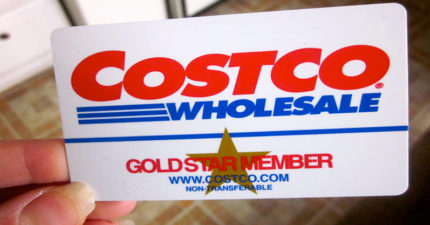 COSTCO®
WHOLESALE
GOLD STAR MEMBER
WWW.COSTCO.COM
NON-TRANSFERABLE